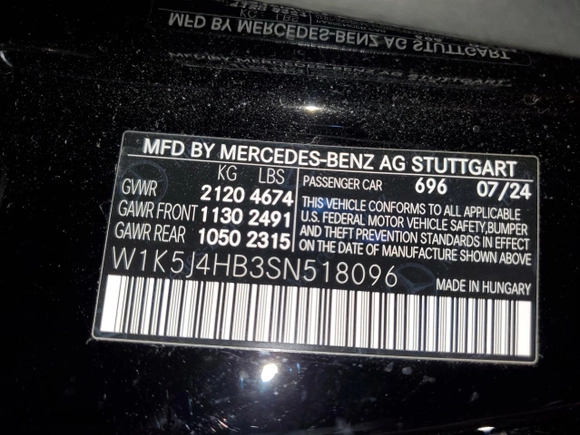 MFD BY MERCEDES-BENZ AG STUTTGART
KG LBS
GVWR 2120 4674
GAWR FRONT 1130 2491
GAWR REAR 1050 2315
PASSENGER CAR 696 07/24
THIS VEHICLE CONFORMS TO ALL APPLICABLE
U.S. FEDERAL MOTOR VEHICLE SAFETY,BUMPER
AND THEFT PREVENTION STANDARDS IN EFFECT
ON THE DATE OF MANUFACTURE SHOWN ABOVE
W1K5J4HB3SN518096
MADE IN HUNGARY